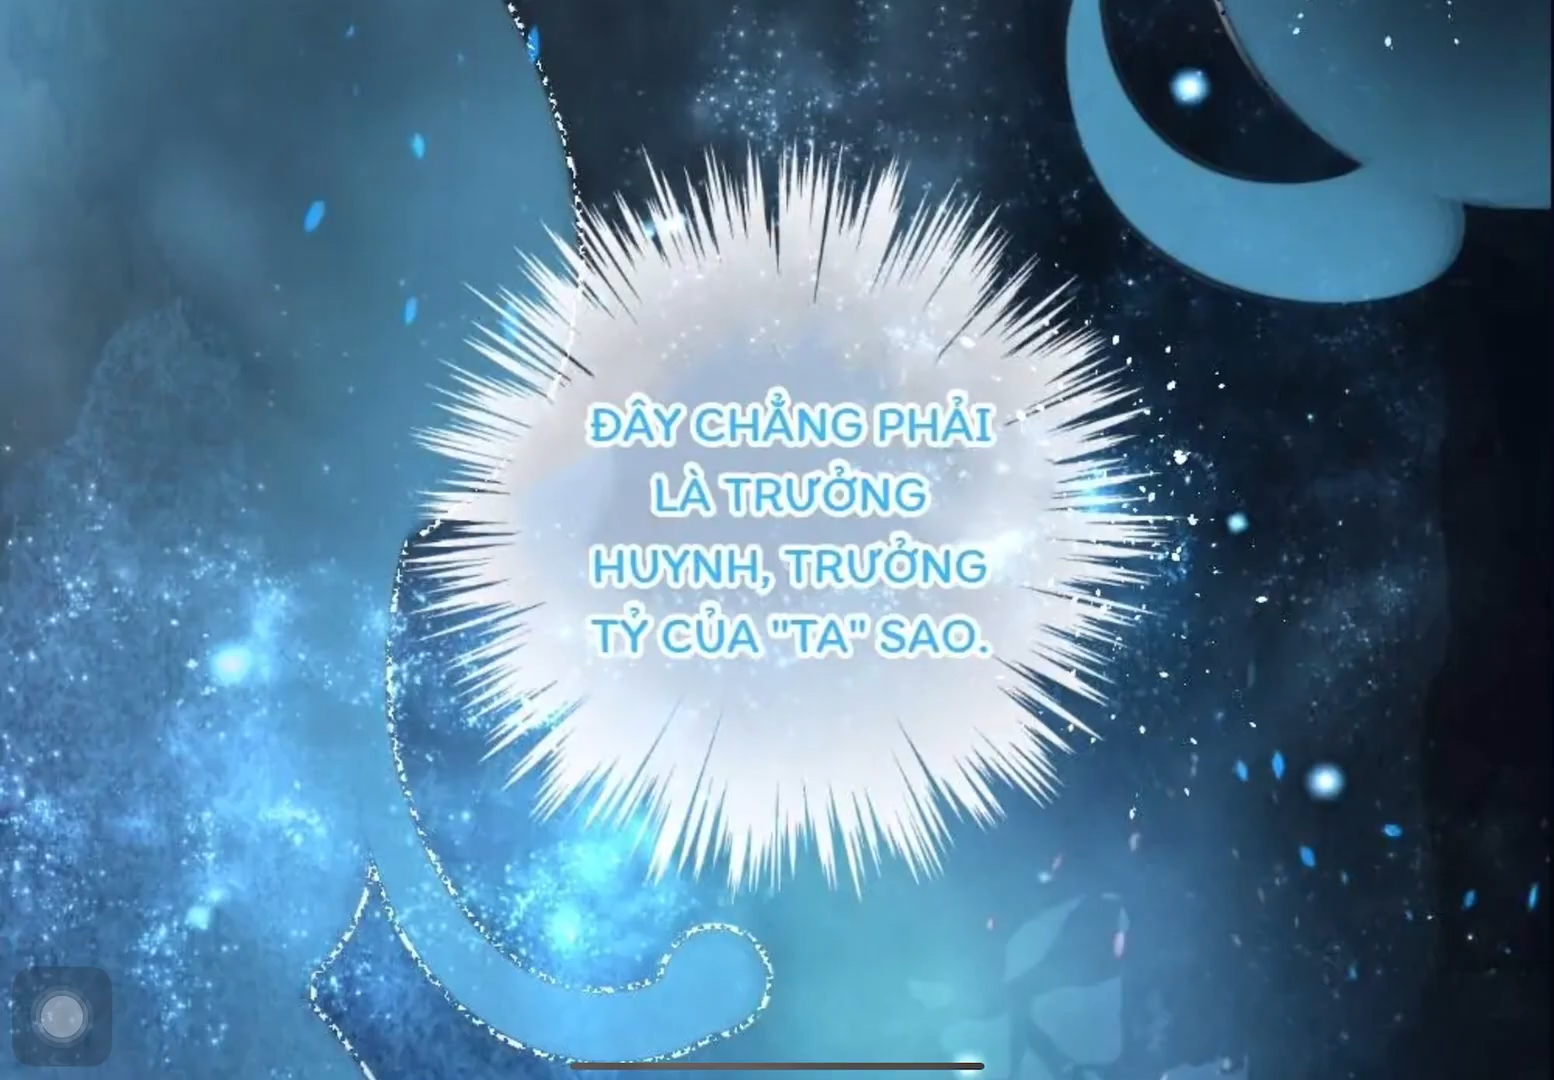 ĐÂY CHẲNG PHẢI
LÀ TRƯỞNG
HUYNH, TRƯỞNG
TỶ CỦA "TA" SAO.